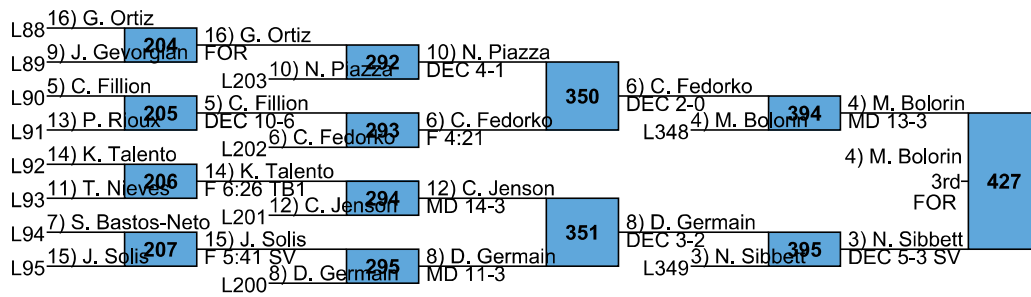 16) G. Ortiz
L88
204
16) G. Ortiz
9) J. Gevorgian
FOR
L89
292
10) N. Piazza
10) N. Piazza
DEC 4-1
L203
5) C. Fillion
L90
350
6) C. Fedorko
205
5) C. Fillion
DEC 2-0
394
4) M. Bolorin
13) P. Rioux
DEC 10-6
L91
293
6) C. Fedorko
4) M. Bolorin
MD 13-3
6) C. Fedorko
F 4:21
L348
L202
14) K. Talento
L92
4) M. Bolorin
206
14) K. Talento
3rd
427
11) T. Nieves
F 6:26 TB1
FOR
L93
294
12) C. Jenson
12) C. Jenson
MD 14-3
L201
7) S. Bastos-Neto
L94
351
8) D. Germain
207
15) J. Solis
DEC 3-2
395
3) N. Sibbett
15) J. Solis
F 5:41 SV
3) N. Sibbett
DEC 5-3 SV
L95
295
8) D. Germain
L349
8) D. Germain
MD 11-3
L200